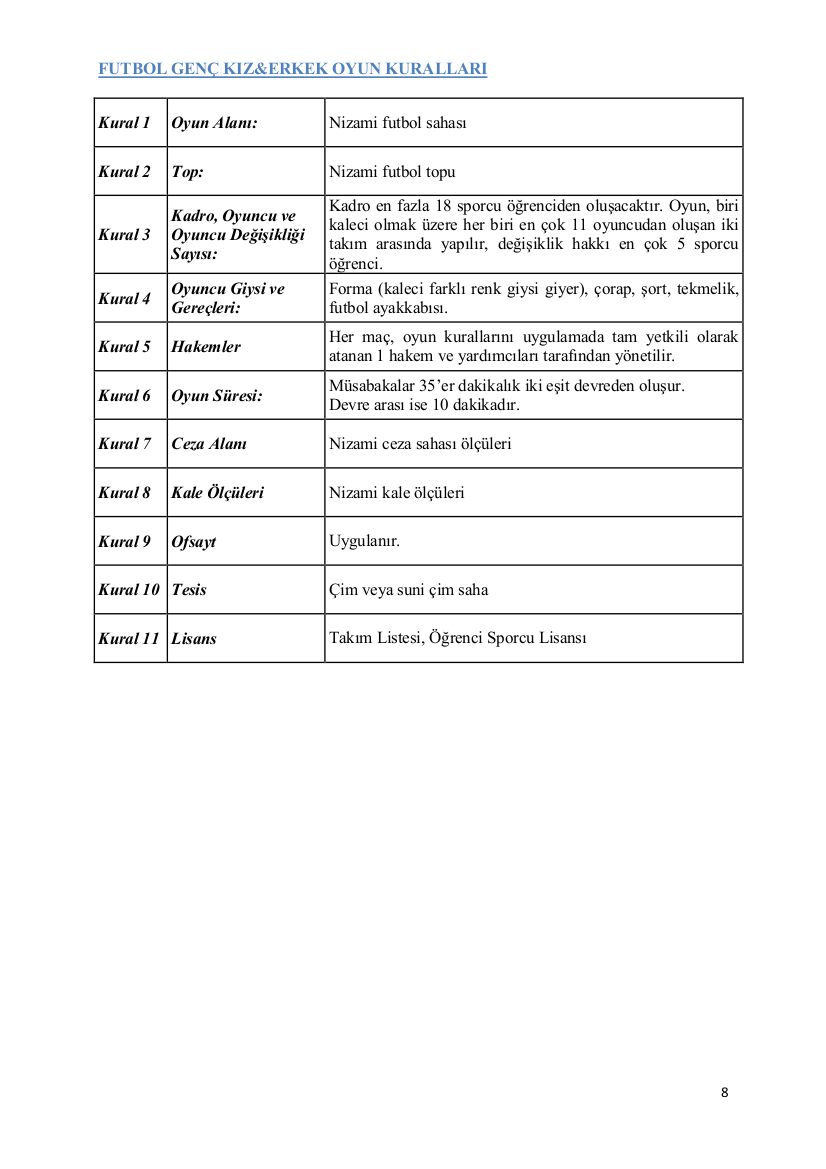 FUTBOL GENÇ KIZ&ERKEK OYUN KURALLARI
Kural 1 Oyun Alanı: Nizami futbol sahası
Kural 2 Top: Nizami futbol topu
Kural 3 Kadro, Oyuncu ve Oyuncu Değişikliği Sayısı:
Kadro en fazla 18 sporcu öğrenciden oluşacaktır. Oyun, biri
kaleci olmak üzere her biri en çok 11 oyuncudan oluşan iki
takım arasında yapılır, değişiklik hakkı en çok 5 sporcu
öğrenci.
Kural 4 Oyuncu Giysi ve Gereçleri:
Forma (kaleci farklı renk giysi giyer), çorap, şort, tekmelik,
futbol ayakkabısı.
Kural 5 Hakemler
Her maç, oyun kurallarını uygulamada tam yetkili olarak
atanan 1 hakem ve yardımcıları tarafından yönetilir.
Kural 6 Oyun Süresi:
Müsabakalar 35’er dakikalık iki eşit devreden oluşur.
Devre arası ise 10 dakikadır.
Kural 7 Ceza Alanı Nizami ceza sahası ölçüleri
Kural 8 Kale Ölçüleri Nizami kale ölçüleri
Kural 9 Ofsayt Uygulanır.
Kural 10 Tesis Çim veya suni çim saha
Kural 11 Lisans Takım Listesi, Öğrenci Sporcu Lisansı
8